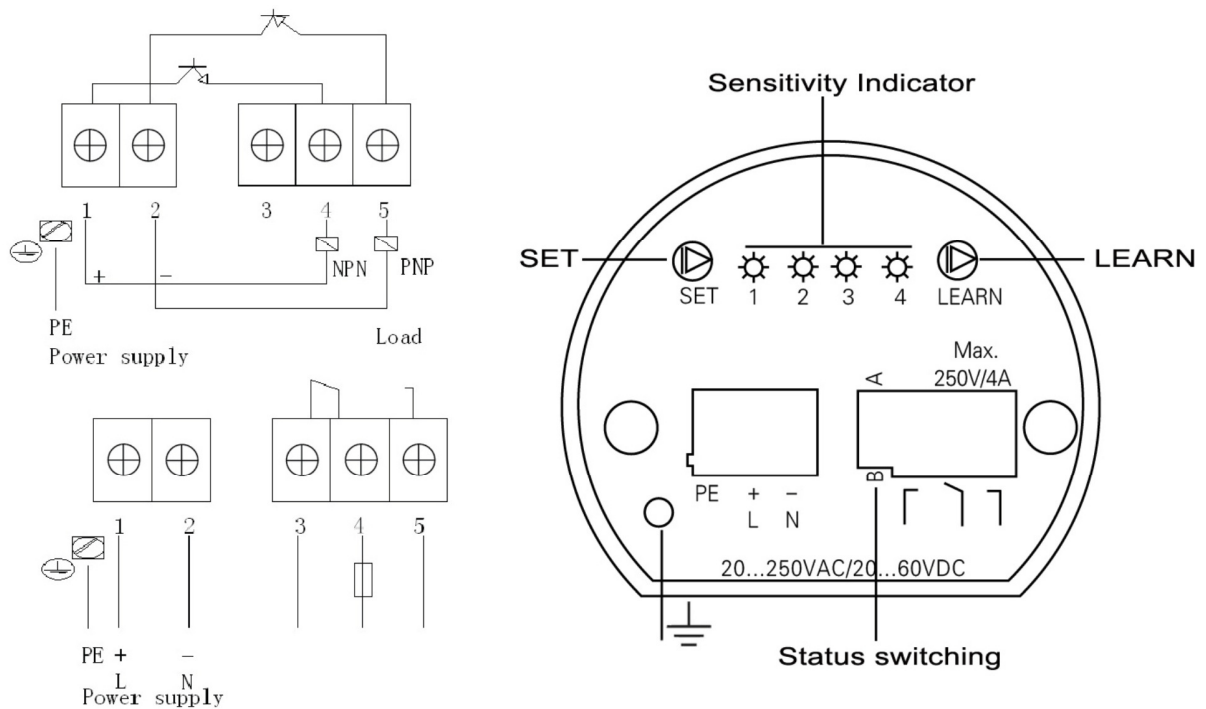 1 2 3 4 5
+ − NPN PNP
PE
Power supply
Load
1 2 3 4 5
PE + −
L N
Power supply
Sensitivity Indicator
SET
LEARN
SET 1 2 3 4 LEARN
Max.
250V/4A
A
B
PE + −
L N
20...250VAC/20...60VDC
Status switching